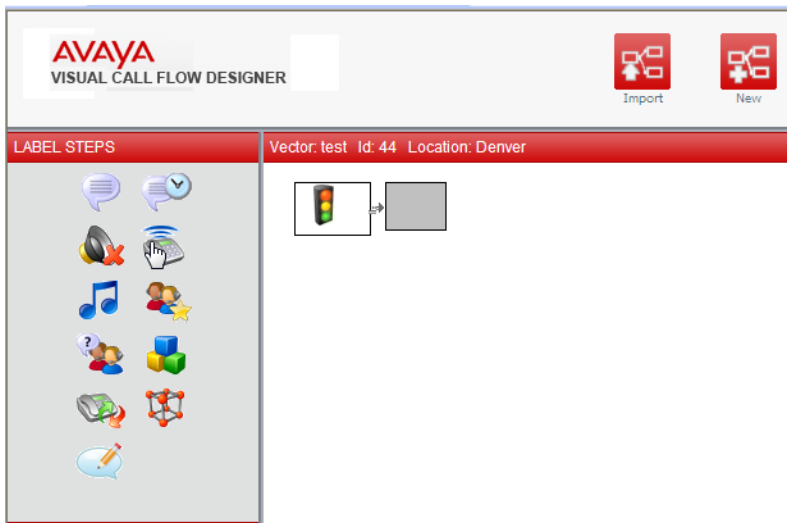 AVAYA
VISUAL CALL FLOW DESIGNER
Import
New
LABEL STEPS
Vector: test Id: 44 Location: Denver
?